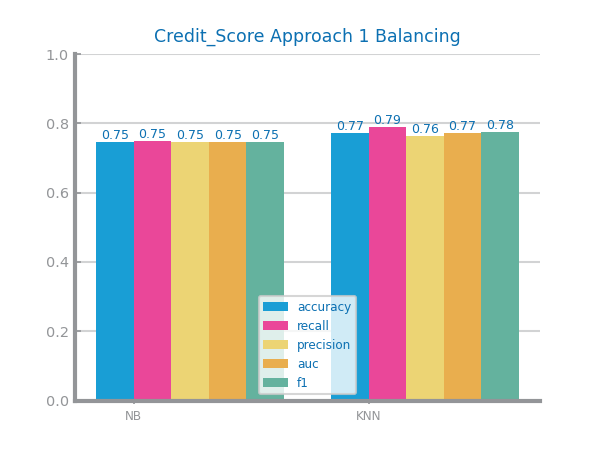 Credit_Score Approach 1 Balancing
1.0
0.8
0.6
0.4
0.2
0.0
0.75 0.75 0.75 0.75 0.75
0.77 0.79 0.76 0.77 0.78
accuracy
recall
precision
auc
f1
NB KNN